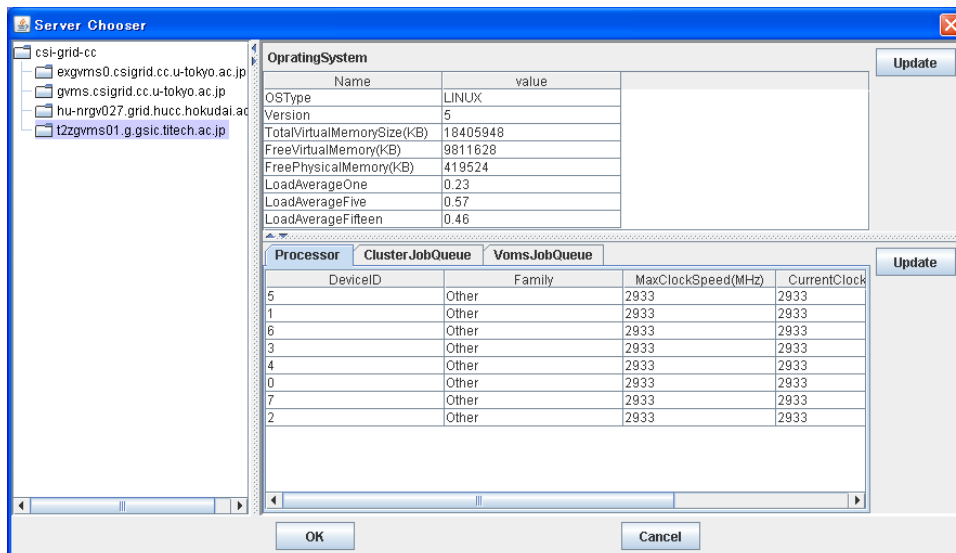 Server Chooser
csi-grid-cc
exgvms0.csigrid.cc.u-tokyo.ac.jp
gvms.csigrid.cc.u-tokyo.ac.jp
hu-nrgv027.grid.hucc.hokudai.ac
t2zgvms01.g.gsic.titech.ac.jp
OpratingSystem
Update
Name value
OSType LINUX
Version 5
TotalVirtualMemorySize(KB) 18405948
FreeVirtualMemory(KB) 9811628
FreePhysicalMemory(KB) 419524
LoadAverageOne 0.23
LoadAverageFive 0.57
LoadAverageFifteen 0.46
Processor ClusterJobQueue VomsJobQueue
Update
DeviceID Family MaxClockSpeed(MHz) CurrentClock
5 Other 2933 2933
1 Other 2933 2933
6 Other 2933 2933
3 Other 2933 2933
4 Other 2933 2933
0 Other 2933 2933
7 Other 2933 2933
2 Other 2933 2933
OK Cancel